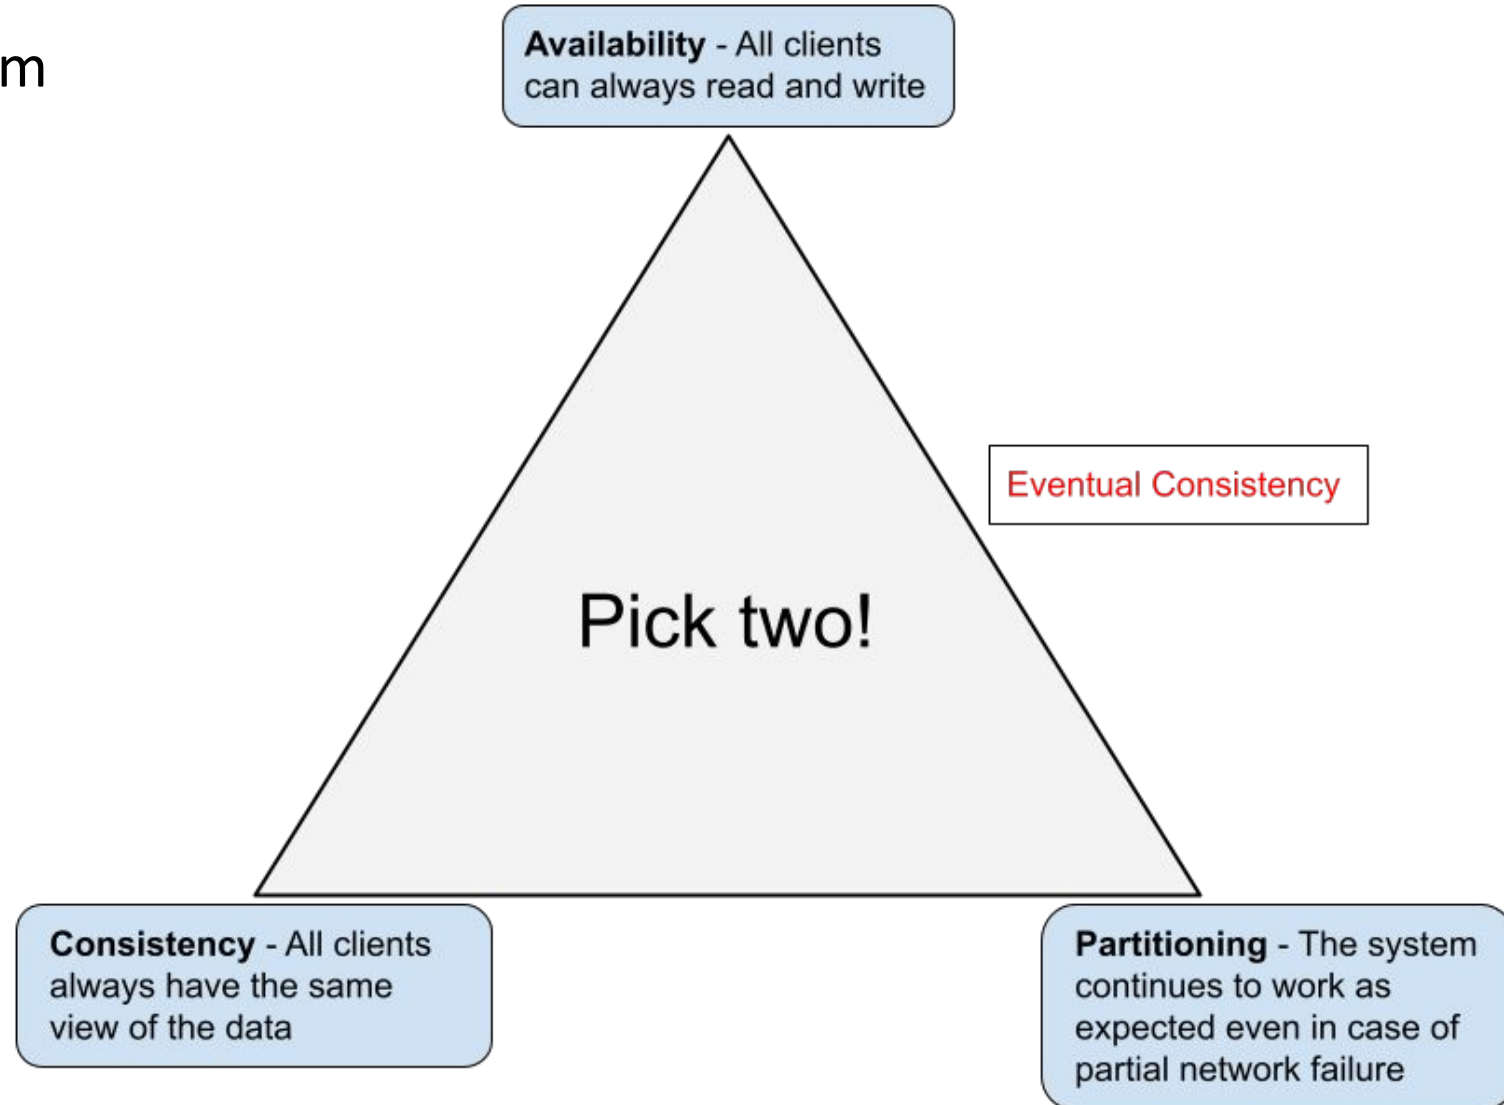 m
Availability - All clients
can always read and write
Eventual Consistency
Pick two!
Consistency - All clients
always have the same
view of the data
Partitioning - The system
continues to work as
expected even in case of
partial network failure